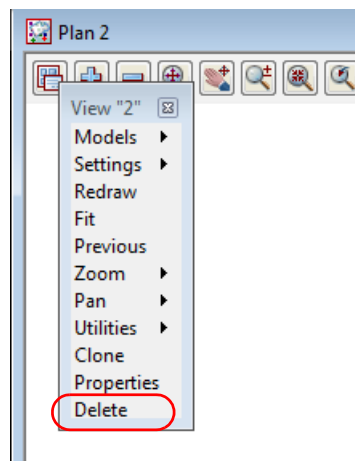 Plan 2
View "2"
Models
Settings
Redraw
Fit
Previous
Zoom
Pan
Utilities
Clone
Properties
Delete